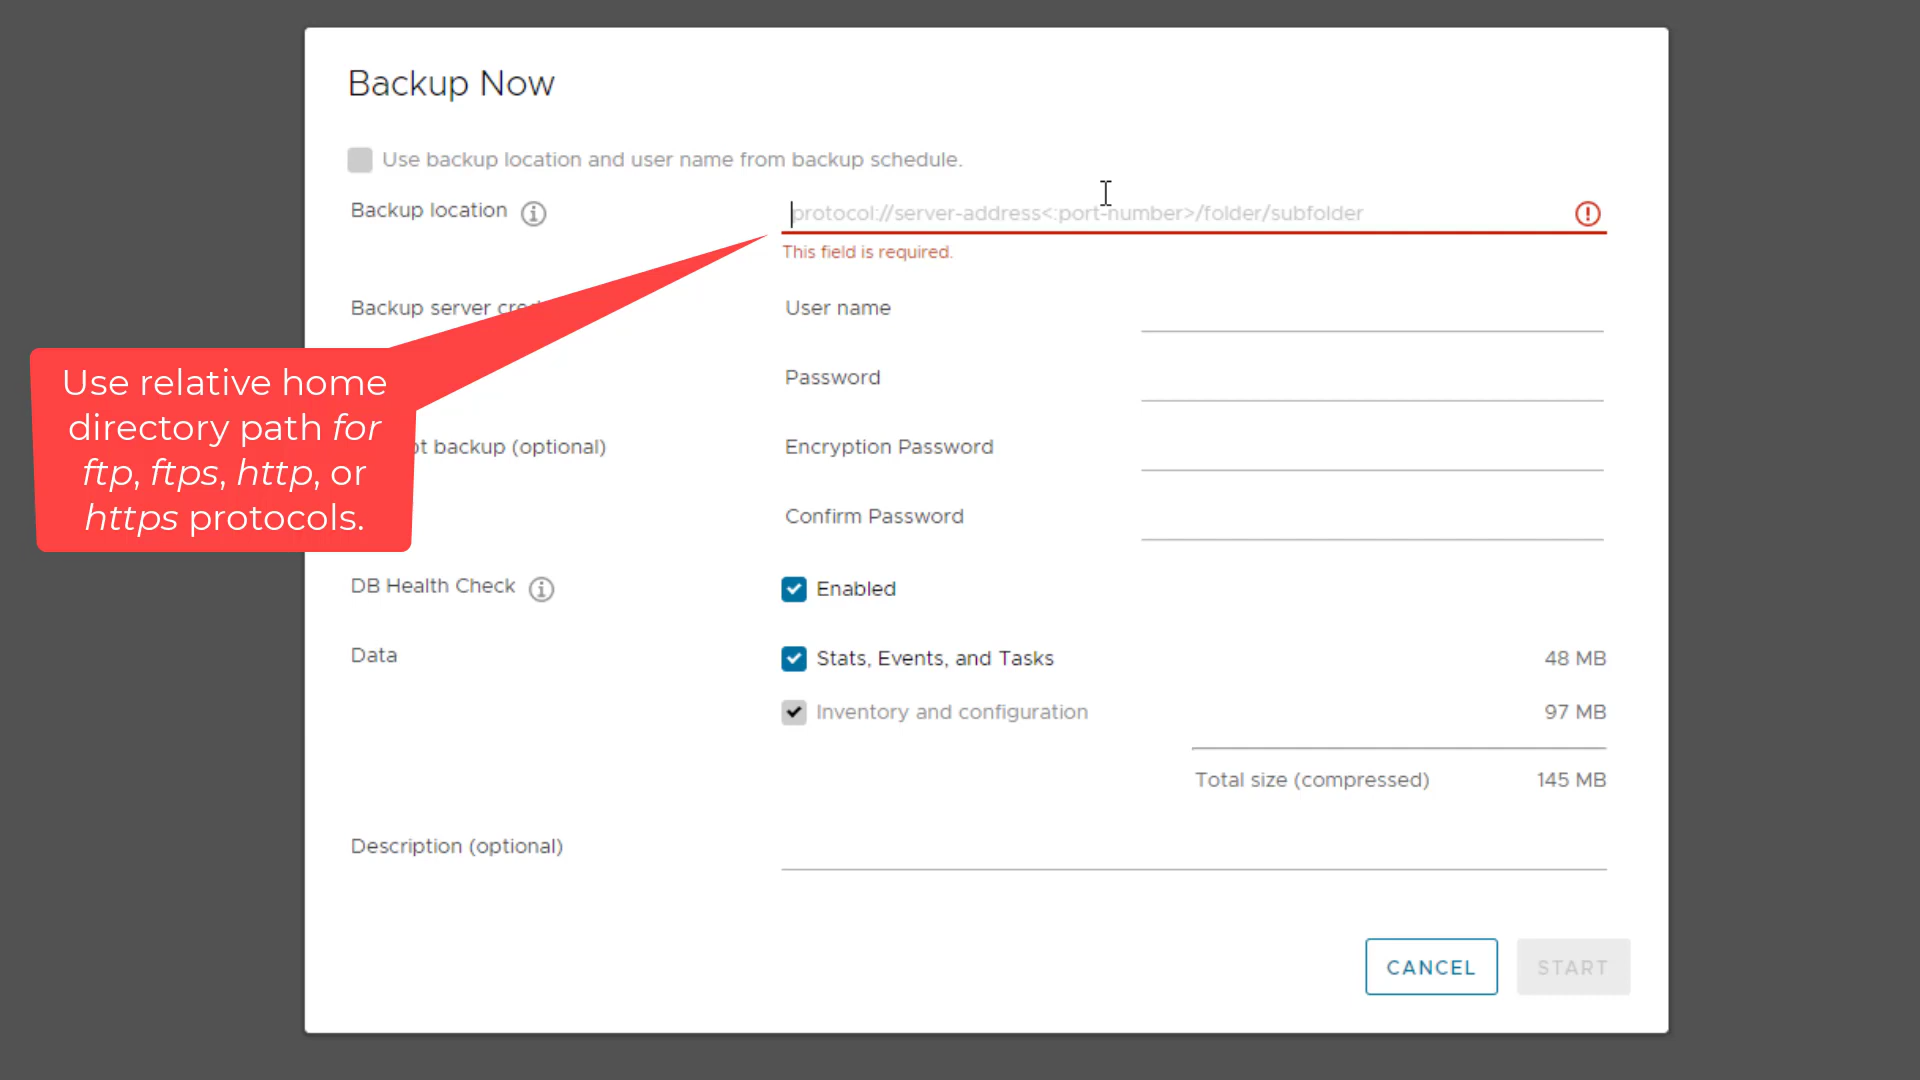 Backup Now
Use backup location and user name from backup schedule.
Backup location
protocol://server-address<:port-number>/folder/subfolder
This field is required.
Backup server
User name
Password
Use relative home
directory path for
ftp, ftps, http, or
https protocols.
backup (optional)
Encryption Password
Confirm Password
DB Health Check
Enabled
Data
Stats, Events, and Tasks
48 MB
Inventory and configuration
97 MB
Total size (compressed)
145 MB
Description (optional)
CANCEL
START